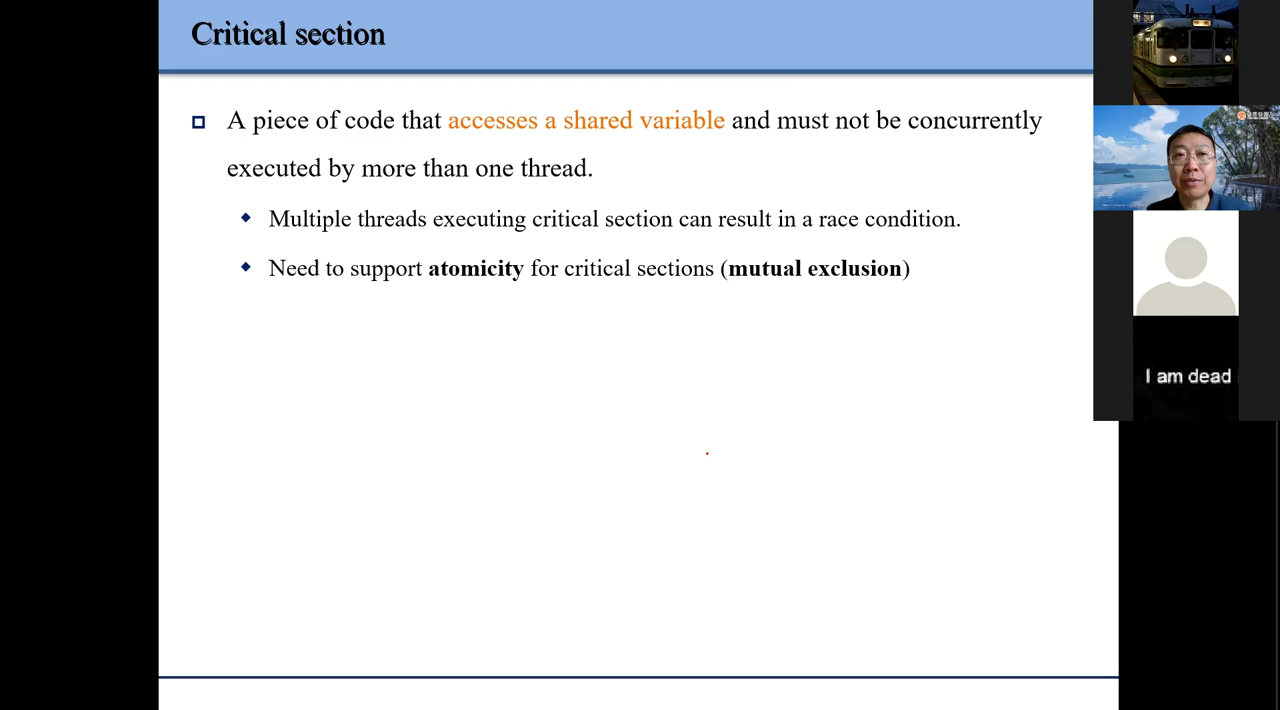 Critical section
A piece of code that accesses a shared variable and must not be concurrently
executed by more than one thread.
Multiple threads executing critical section can result in a race condition.
Need to support atomicity for critical sections (mutual exclusion)
I am dead